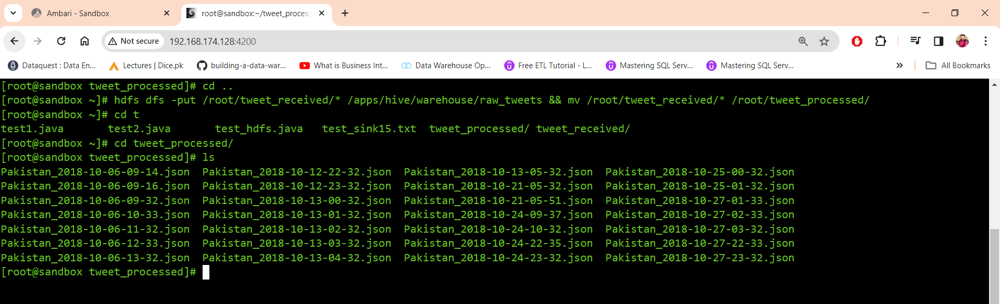 Ambari - Sandbox
root@sandbox:~/tweet_process
Not secure
192.168.174.128:4200
Dataquest : Data En...
Lectures | Dice.pk
building-a-data-war...
What is Business Int...
Data Warehouse Op...
Free ETL Tutorial - L...
Mastering SQL Serv...
Mastering SQL Serv...
All Bookmarks
[root@sandbox tweet_processed]# cd ..
[root@sandbox ~]# hdfs dfs -put /root/tweet_received/* /apps/hive/warehouse/raw_tweets && mv /root/tweet_received/* /root/tweet_processed/
[root@sandbox ~]# cd t
test1.java test2.java test_hdfs.java test_sink15.txt tweet_processed/ tweet_received/
[root@sandbox ~]# cd tweet_processed/
[root@sandbox tweet_processed]# ls
Pakistan_2018-10-06-09-14.json Pakistan_2018-10-12-22-32.json Pakistan_2018-10-13-05-32.json Pakistan_2018-10-25-00-32.json
Pakistan_2018-10-06-09-16.json Pakistan_2018-10-12-23-32.json Pakistan_2018-10-21-05-32.json Pakistan_2018-10-25-01-32.json
Pakistan_2018-10-06-09-32.json Pakistan_2018-10-13-00-32.json Pakistan_2018-10-21-05-51.json Pakistan_2018-10-27-01-33.json
Pakistan_2018-10-06-10-33.json Pakistan_2018-10-13-01-32.json Pakistan_2018-10-24-09-37.json Pakistan_2018-10-27-02-33.json
Pakistan_2018-10-06-11-32.json Pakistan_2018-10-13-02-32.json Pakistan_2018-10-24-10-32.json Pakistan_2018-10-27-03-32.json
Pakistan_2018-10-06-12-33.json Pakistan_2018-10-13-03-32.json Pakistan_2018-10-24-22-35.json Pakistan_2018-10-27-22-33.json
Pakistan_2018-10-06-13-32.json Pakistan_2018-10-13-04-32.json Pakistan_2018-10-24-23-32.json Pakistan_2018-10-27-23-32.json
[root@sandbox tweet_processed]#